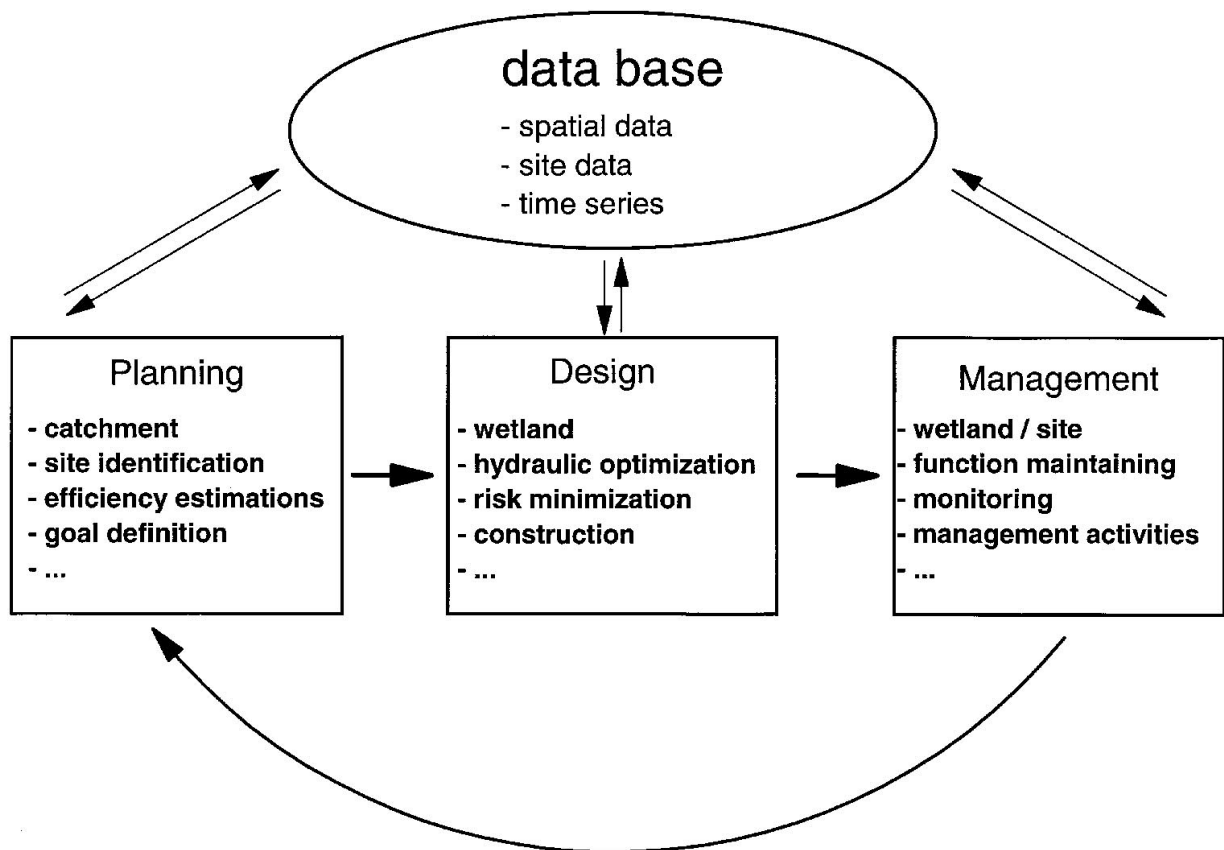 data base
- spatial data
- site data
- time series
Planning
- catchment
- site identification
- efficiency estimations
- goal definition
- ...
Design
- wetland
- hydraulic optimization
- risk minimization
- construction
- ...
Management
- wetland / site
- function maintaining
- monitoring
- management activities
- ...